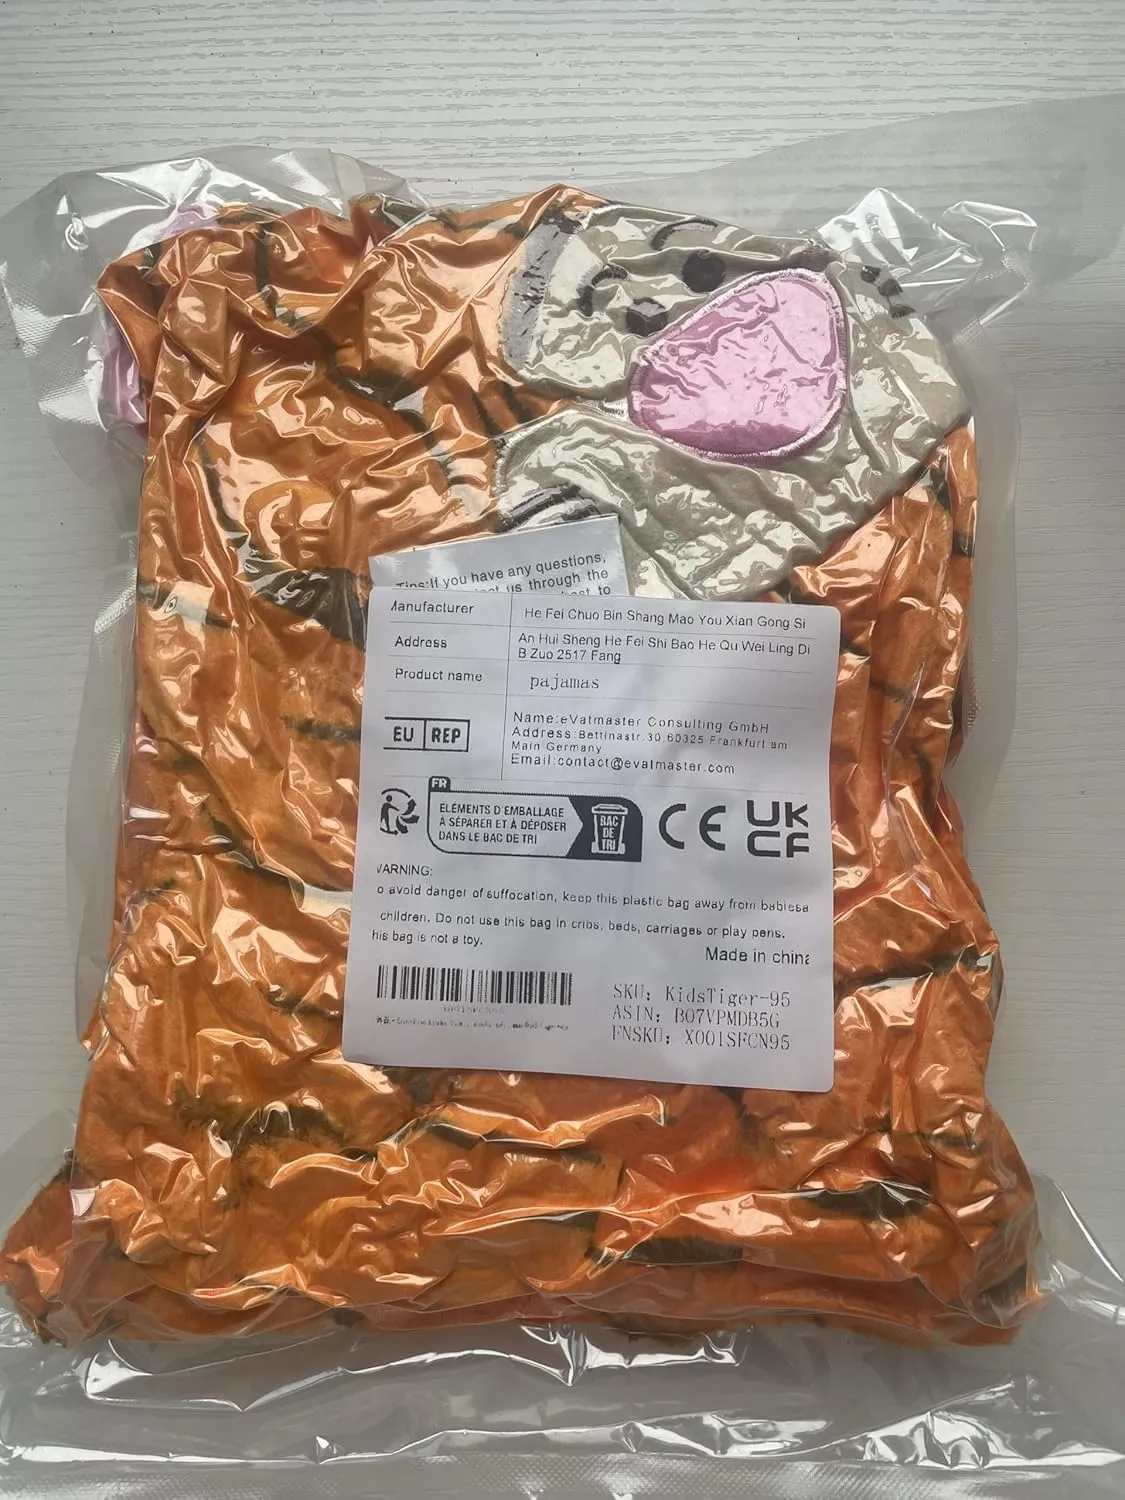 If you have any questions,
us through the
to
Manufacturer
He Fei Chuo Bin Shang Mao You Xian Gong Si
Address
An Hui Sheng He Fei Shi Bao He Qu Wei Ling Di
B Zuo 2517 Fang
Product name
pajamas
EU REP
Name:eVatmaster Consulting GmbH
Address:Bettinastr.30.60325 Frankfurt am
Main Germany
Email:contact@evatmaster.com
FR
ÉLÉMENTS D'EMBALLAGE
À SÉPARER ET À DÉPOSER
DANS LE BAC DE TRI
BAC
DE
TRI
CE
UK
CA
WARNING:
o avoid danger of suffocation, keep this plastic bag away from babiesa
children. Do not use this bag in cribs, beds, carriages or play pens.
his bag is not a toy.
Made in china
SKU: KidsTiger-95
ASIN: B07VPMDB5G
FNSKU: X001SFCN95